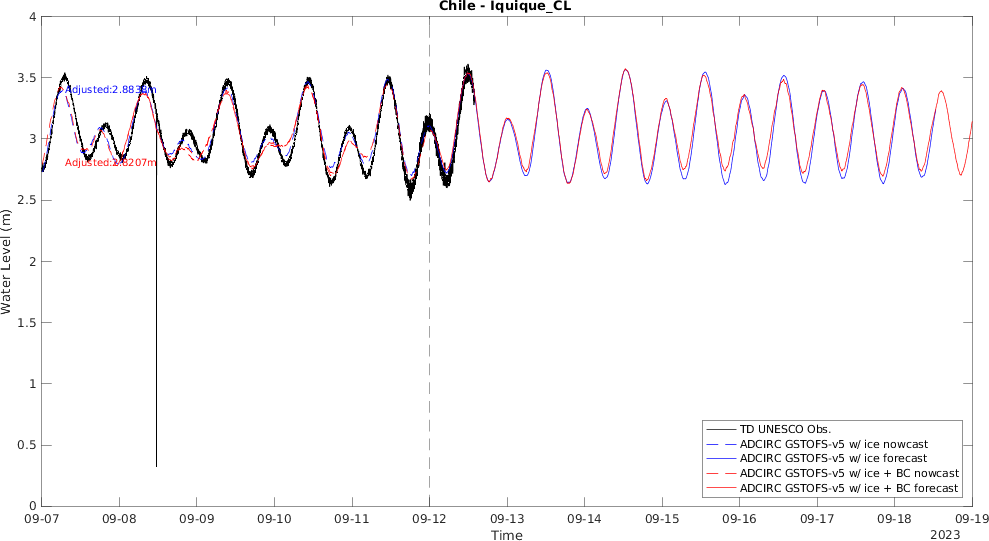 Chile - Iquique_CL
4
3.5
3
2.5
2
1.5
1
0.5
0
Water Level (m)
Adjusted:2.8207m
09-07
09-08
09-09
09-10
09-11
09-12
09-13
09-14
09-15
09-16
09-17
09-18
09-19
Time
2023
TD UNESCO Obs.
ADCIRC GSTOFS-v5 w/ ice nowcast
ADCIRC GSTOFS-v5 w/ ice forecast
ADCIRC GSTOFS-v5 w/ ice + BC nowcast
ADCIRC GSTOFS-v5 w/ ice + BC forecast